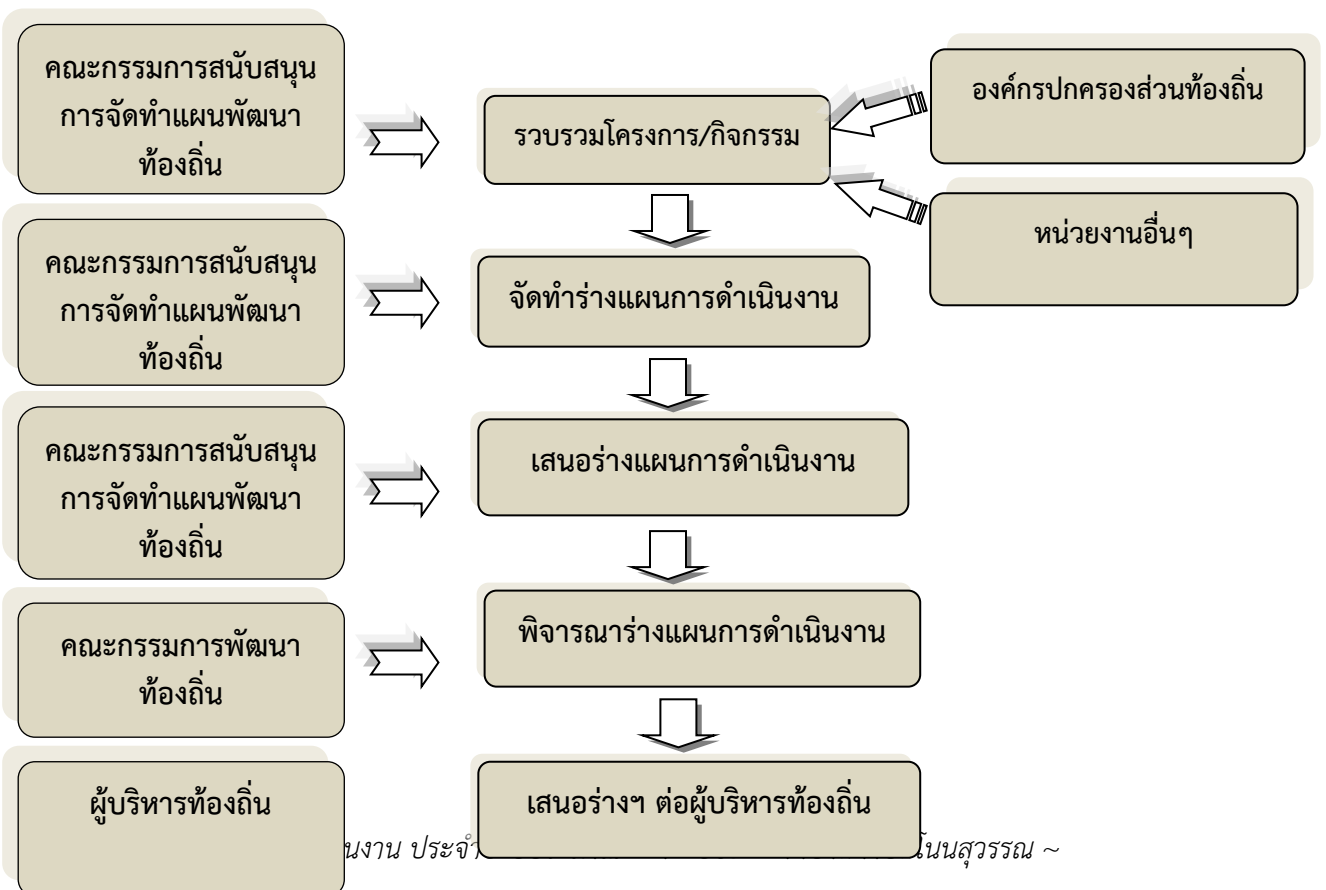 คณะกรรมการสนับสนุน
การจัดทำแผนพัฒนา
ท้องถิ่น
รวบรวมโครงการ/กิจกรรม
องค์กรปกครองส่วนท้องถิ่น
หน่วยงานอื่นๆ
คณะกรรมการสนับสนุน
การจัดทำแผนพัฒนา
ท้องถิ่น
จัดทำร่างแผนการดำเนินงาน
คณะกรรมการสนับสนุน
การจัดทำแผนพัฒนา
ท้องถิ่น
เสนอร่างแผนการดำเนินงาน
คณะกรรมการพัฒนา
ท้องถิ่น
พิจารณาร่างแผนการดำเนินงาน
ผู้บริหารท้องถิ่น
เสนอร่างฯ ต่อผู้บริหารท้องถิ่น
นงาน ประจำ โนนสุวรรณ ~